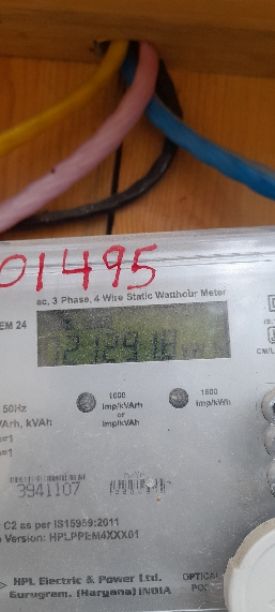 01495
ac, 3 Phase, 4 Wire Static Watthour Meter
EM 24
1600
imp/kVArh
or
imp/kVAh
1600
imp/kWh
50Hz
VArh, kVAh
=1
=1
3941107
C2 as per IS15959:2011
Version: HPLPPEM4XXX01
HPL Electric & Power Ltd.
Gurugram, (Haryana) INDIA
OPTICAL